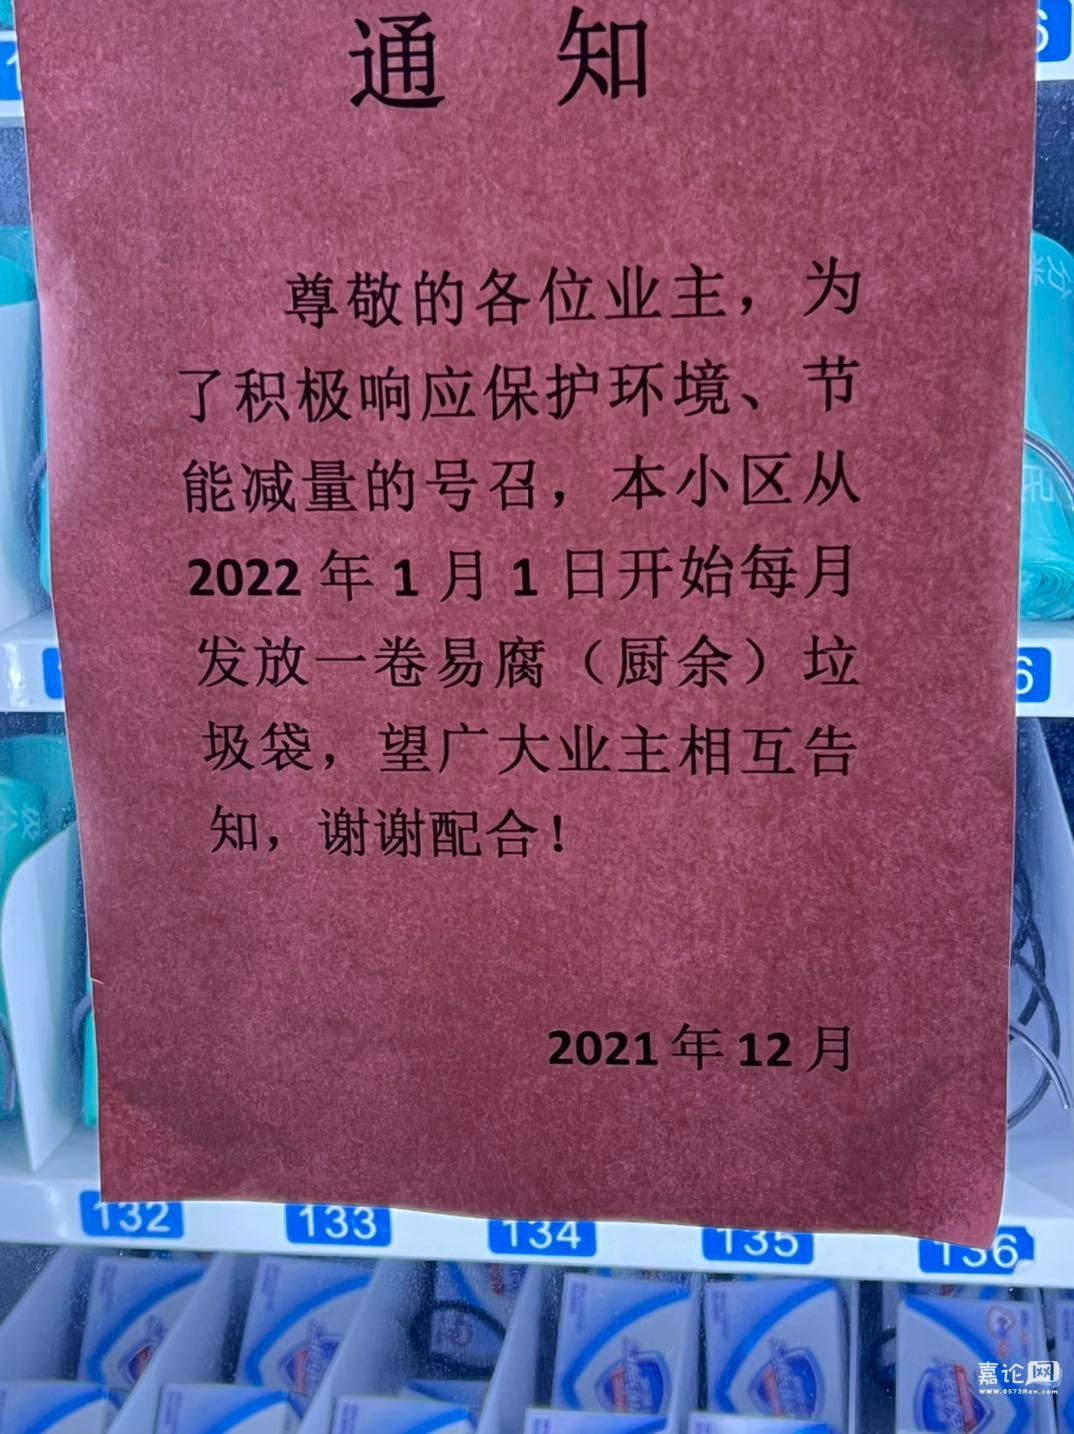 通 知
尊敬的各位业主，为
了积极响应保护环境、节
能减量的号召，本小区从
2022 年 1 月 1 日开始每月
发放一卷易腐（厨余）垃
圾袋，望广大业主相互告
知，谢谢配合！
2021 年 12 月
132
133
134
135
136
嘉论网
www.0573Ren.com